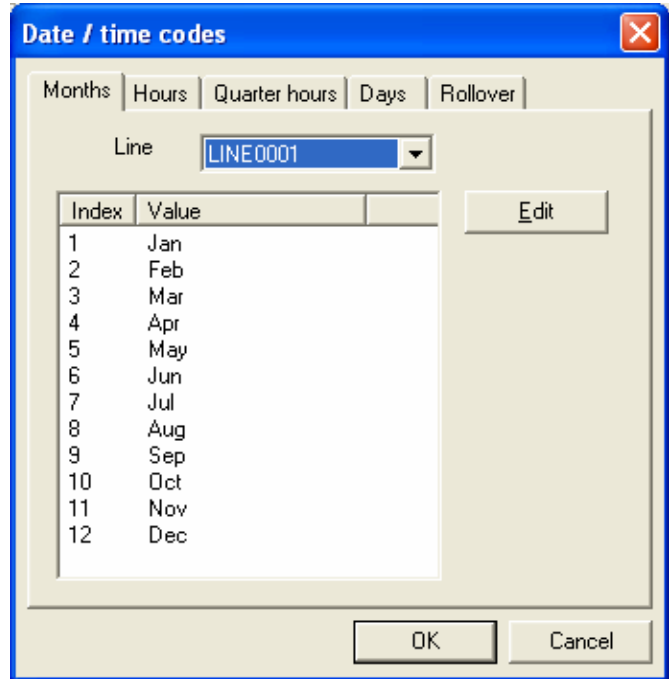 Date / time codes
Months Hours Quarter hours Days Rollover
Line LINE0001
Index Value
Edit
1 Jan
2 Feb
3 Mar
4 Apr
5 May
6 Jun
7 Jul
8 Aug
9 Sep
10 Oct
11 Nov
12 Dec
OK Cancel